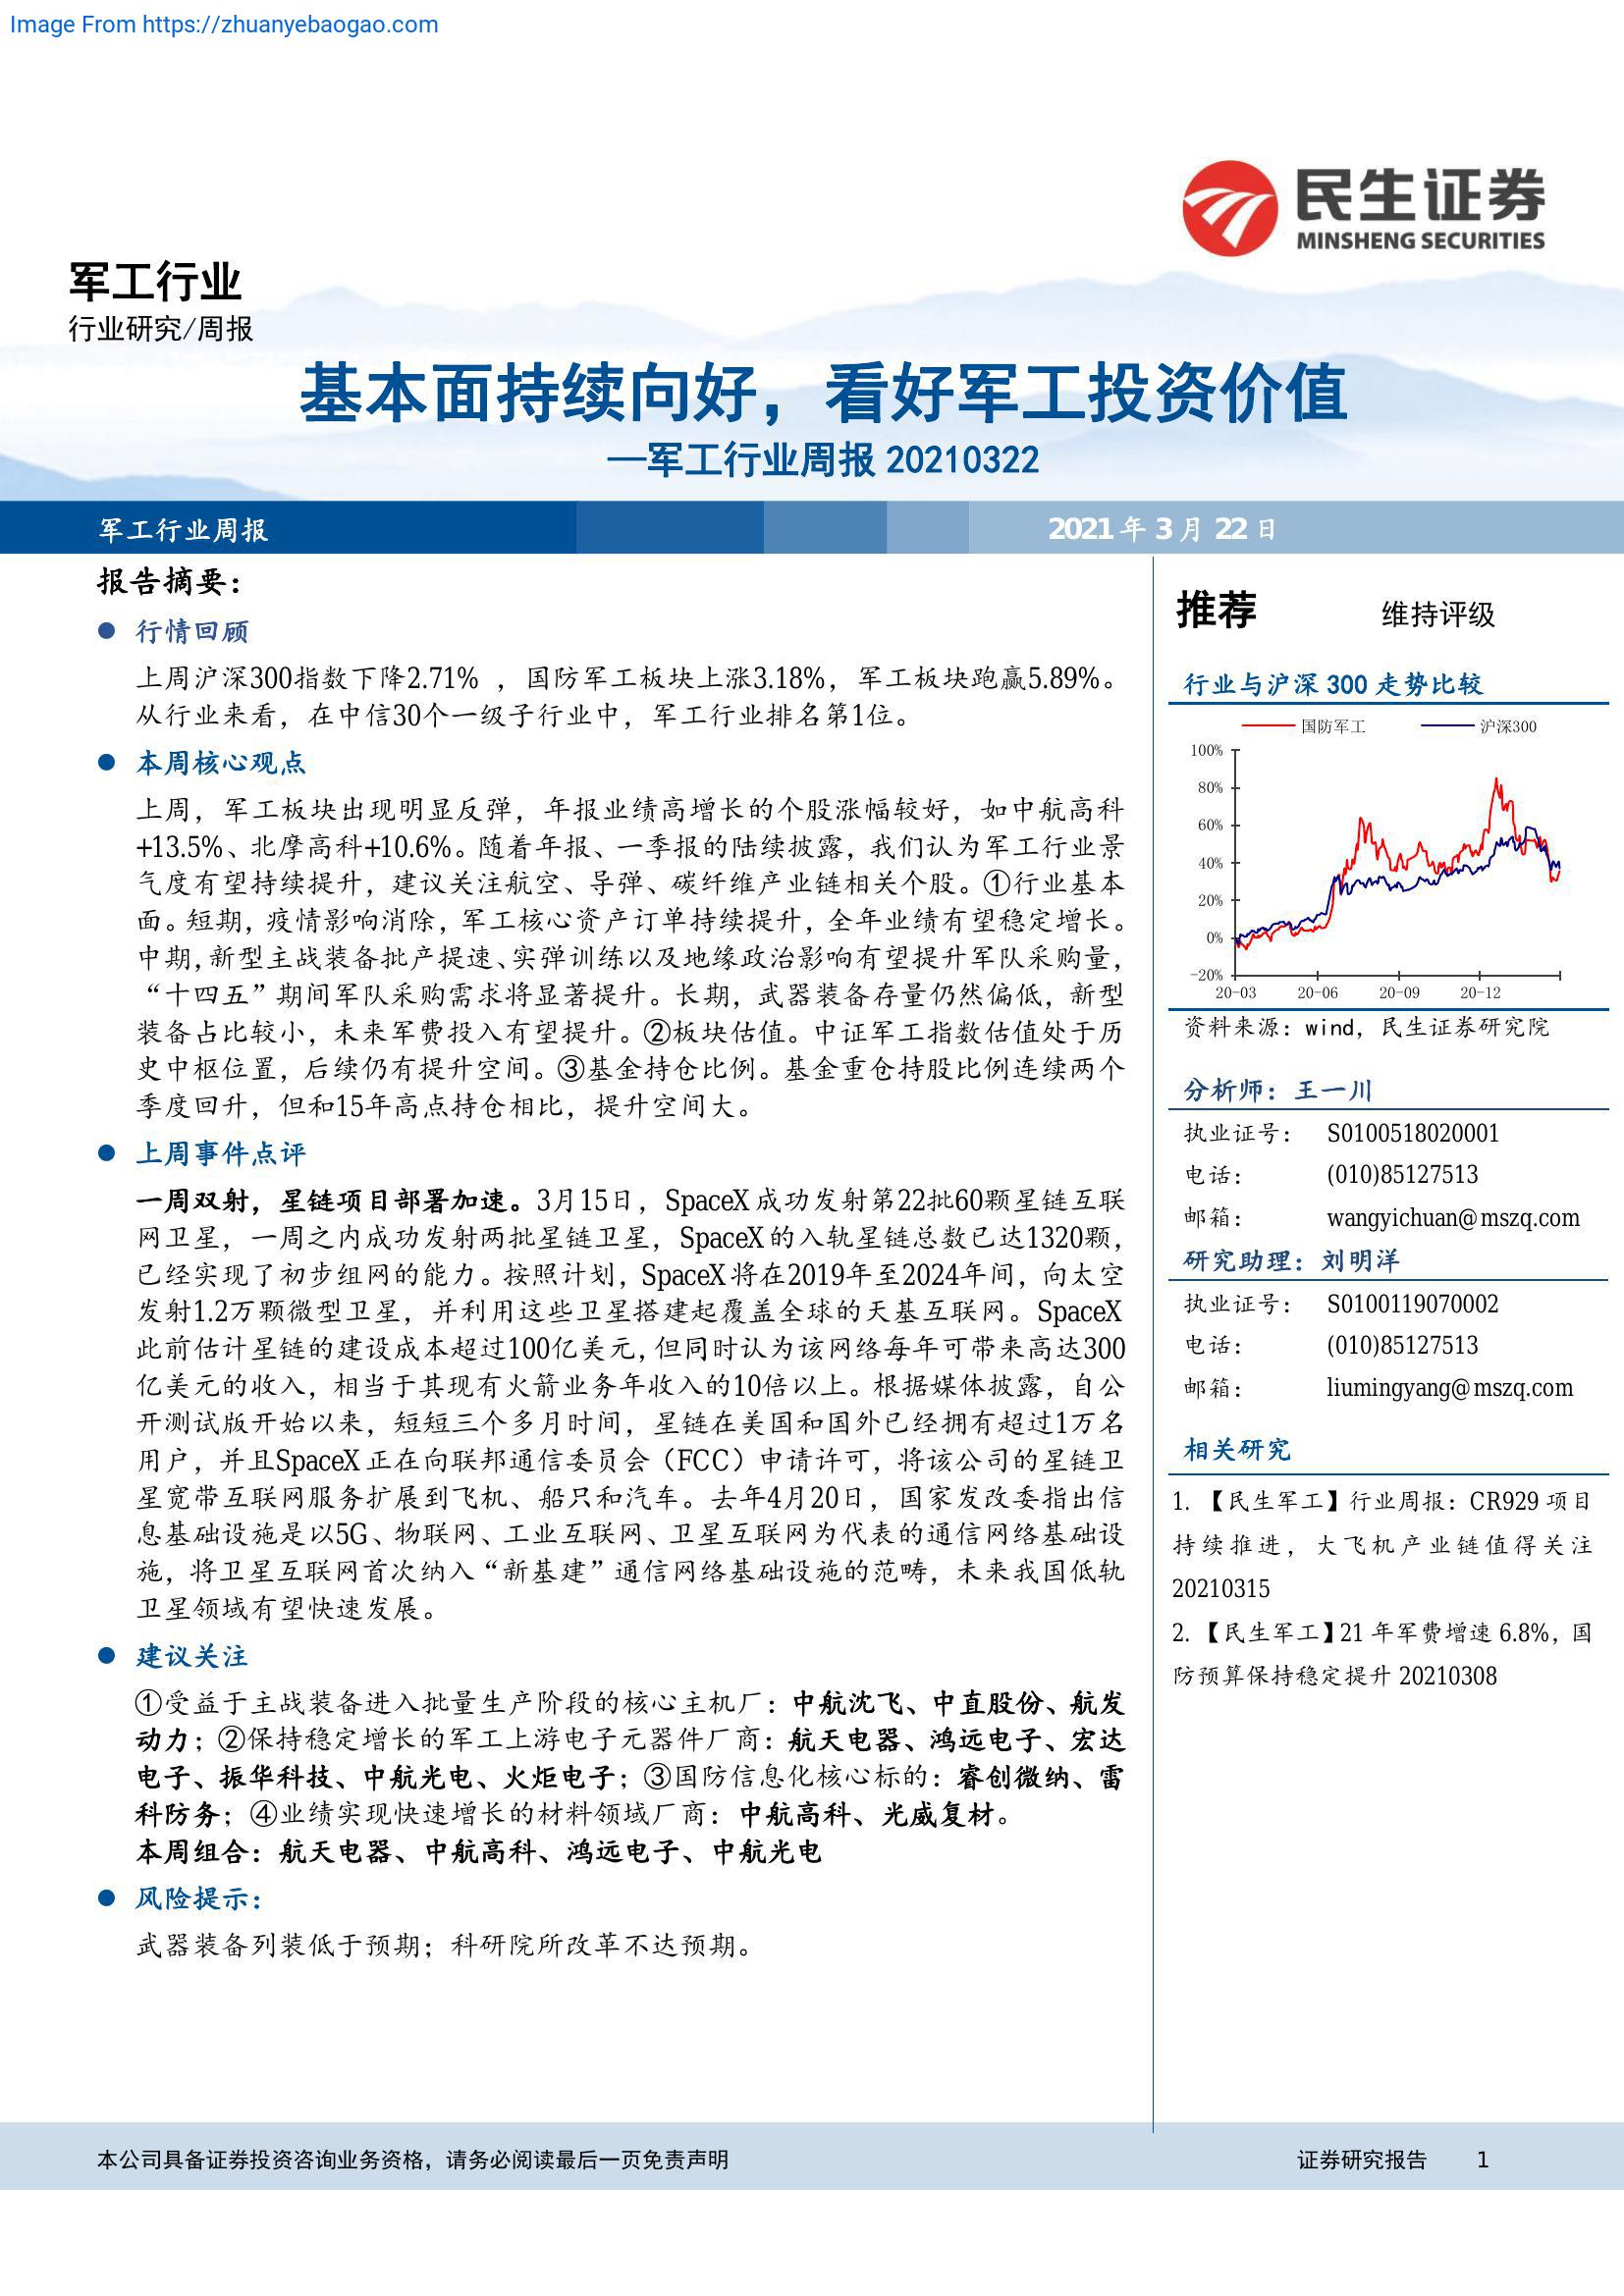 Image From https://zhuanyebaogao.com
民生证券
MINSHENG SECURITIES
军工行业
行业研究/周报
基本面持续向好，看好军工投资价值
—军工行业周报 20210322
军工行业周报
2021 年 3 月 22 日
报告摘要：
● 行情回顾
上周沪深300指数下降2.71% ，国防军工板块上涨3.18%，军工板块跑赢5.89%。
从行业来看，在中信30个一级子行业中，军工行业排名第1位。
● 本周核心观点
上周，军工板块出现明显反弹，年报业绩高增长的个股涨幅较好，如中航高科
+13.5%、北摩高科+10.6%。随着年报、一季报的陆续披露，我们认为军工行业景
气度有望持续提升，建议关注航空、导弹、碳纤维产业链相关个股。①行业基本
面。短期，疫情影响消除，军工核心资产订单持续提升，全年业绩有望稳定增长。
中期，新型主战装备批产提速、实弹训练以及地缘政治影响有望提升军队采购量，
“十四五”期间军队采购需求将显著提升。长期，武器装备存量仍然偏低，新型
装备占比较小，未来军费投入有望提升。②板块估值。中证军工指数估值处于历
史中枢位置，后续仍有提升空间。③基金持仓比例。基金重仓持股比例连续两个
季度回升，但和15年高点持仓相比，提升空间大。
● 上周事件点评
一周双射，星链项目部署加速。3月15日，SpaceX成功发射第22批60颗星链互联
网卫星，一周之内成功发射两批星链卫星，SpaceX的入轨星链总数已达1320颗，
已经实现了初步组网的能力。按照计划，SpaceX将在2019年至2024年间，向太空
发射1.2万颗微型卫星，并利用这些卫星搭建起覆盖全球的天基互联网。SpaceX
此前估计星链的建设成本超过100亿美元，但同时认为该网络每年可带来高达300
亿美元的收入，相当于其现有火箭业务年收入的10倍以上。根据媒体披露，自公
开测试版开始以来，短短三个多月时间，星链在美国和国外已经拥有超过1万名
用户，并且SpaceX正在向联邦通信委员会（FCC）申请许可，将该公司的星链卫
星宽带互联网服务扩展到飞机、船只和汽车。去年4月20日，国家发改委指出信
息基础设施是以5G、物联网、工业互联网、卫星互联网为代表的通信网络基础设
施，将卫星互联网首次纳入“新基建”通信网络基础设施的范畴，未来我国低轨
卫星领域有望快速发展。
● 建议关注
①受益于主战装备进入批量生产阶段的核心主机厂：中航沈飞、中直股份、航发
动力；②保持稳定增长的军工上游电子元器件厂商：航天电器、鸿远电子、宏达
电子、振华科技、中航光电、火炬电子；③国防信息化核心标的：睿创微纳、雷
科防务；④业绩实现快速增长的材料领域厂商：中航高科、光威复材。
本周组合：航天电器、中航高科、鸿远电子、中航光电
● 风险提示：
武器装备列装低于预期；科研院所改革不达预期。
推荐 维持评级
行业与沪深 300 走势比较
国防军工 沪深300
100%
80%
60%
40%
20%
0%
-20%
20-03 20-06 20-09 20-12
资料来源：wind，民生证券研究院
分析师：王一川
执业证号： S0100518020001
电话： (010)85127513
邮箱： wangyichuan@mszq.com
研究助理：刘明洋
执业证号： S0100119070002
电话： (010)85127513
邮箱： liumingyang@mszq.com
相关研究
1. 【民生军工】行业周报：CR929 项目
持续推进，大飞机产业链值得关注
20210315
2. 【民生军工】21 年军费增速 6.8%，国
防预算保持稳定提升 20210308
本公司具备证券投资咨询业务资格，请务必阅读最后一页免责声明
证券研究报告 1